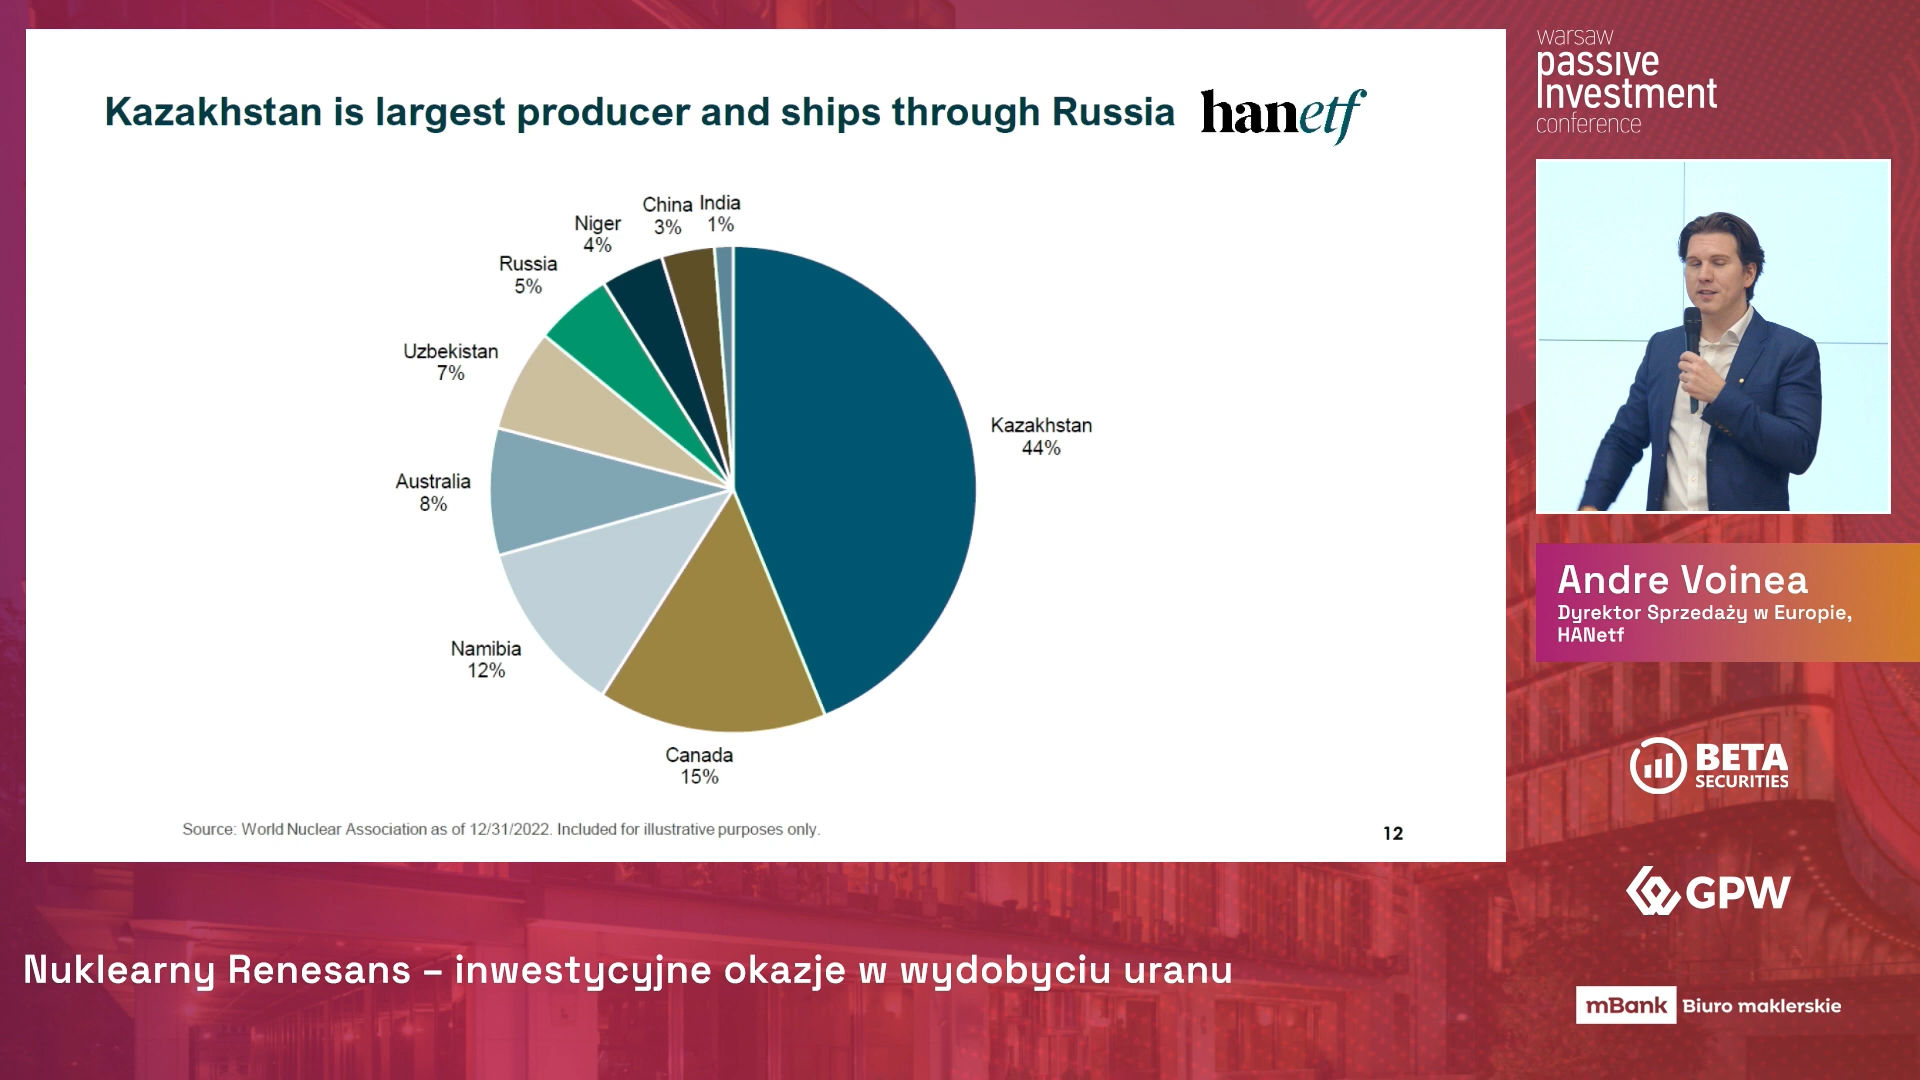 Kazakhstan is largest producer and ships through Russia
hanetf
China
3%
India
1%
Niger
4%
Russia
5%
Uzbekistan
7%
Kazakhstan
44%
Australia
8%
Namibia
12%
Canada
15%
Source: World Nuclear Association as of 12/31/2022. Included for illustrative purposes only.
12
warsaw
passive
Investment
conference
Andre Voinea
Dyrektor Sprzedaży w Europie,
HANetf
BETA
SECURITIES
GPW
mBank Biuro maklerskie
Nuklearny Renesans – inwestycyjne okazje w wydobyciu uranu